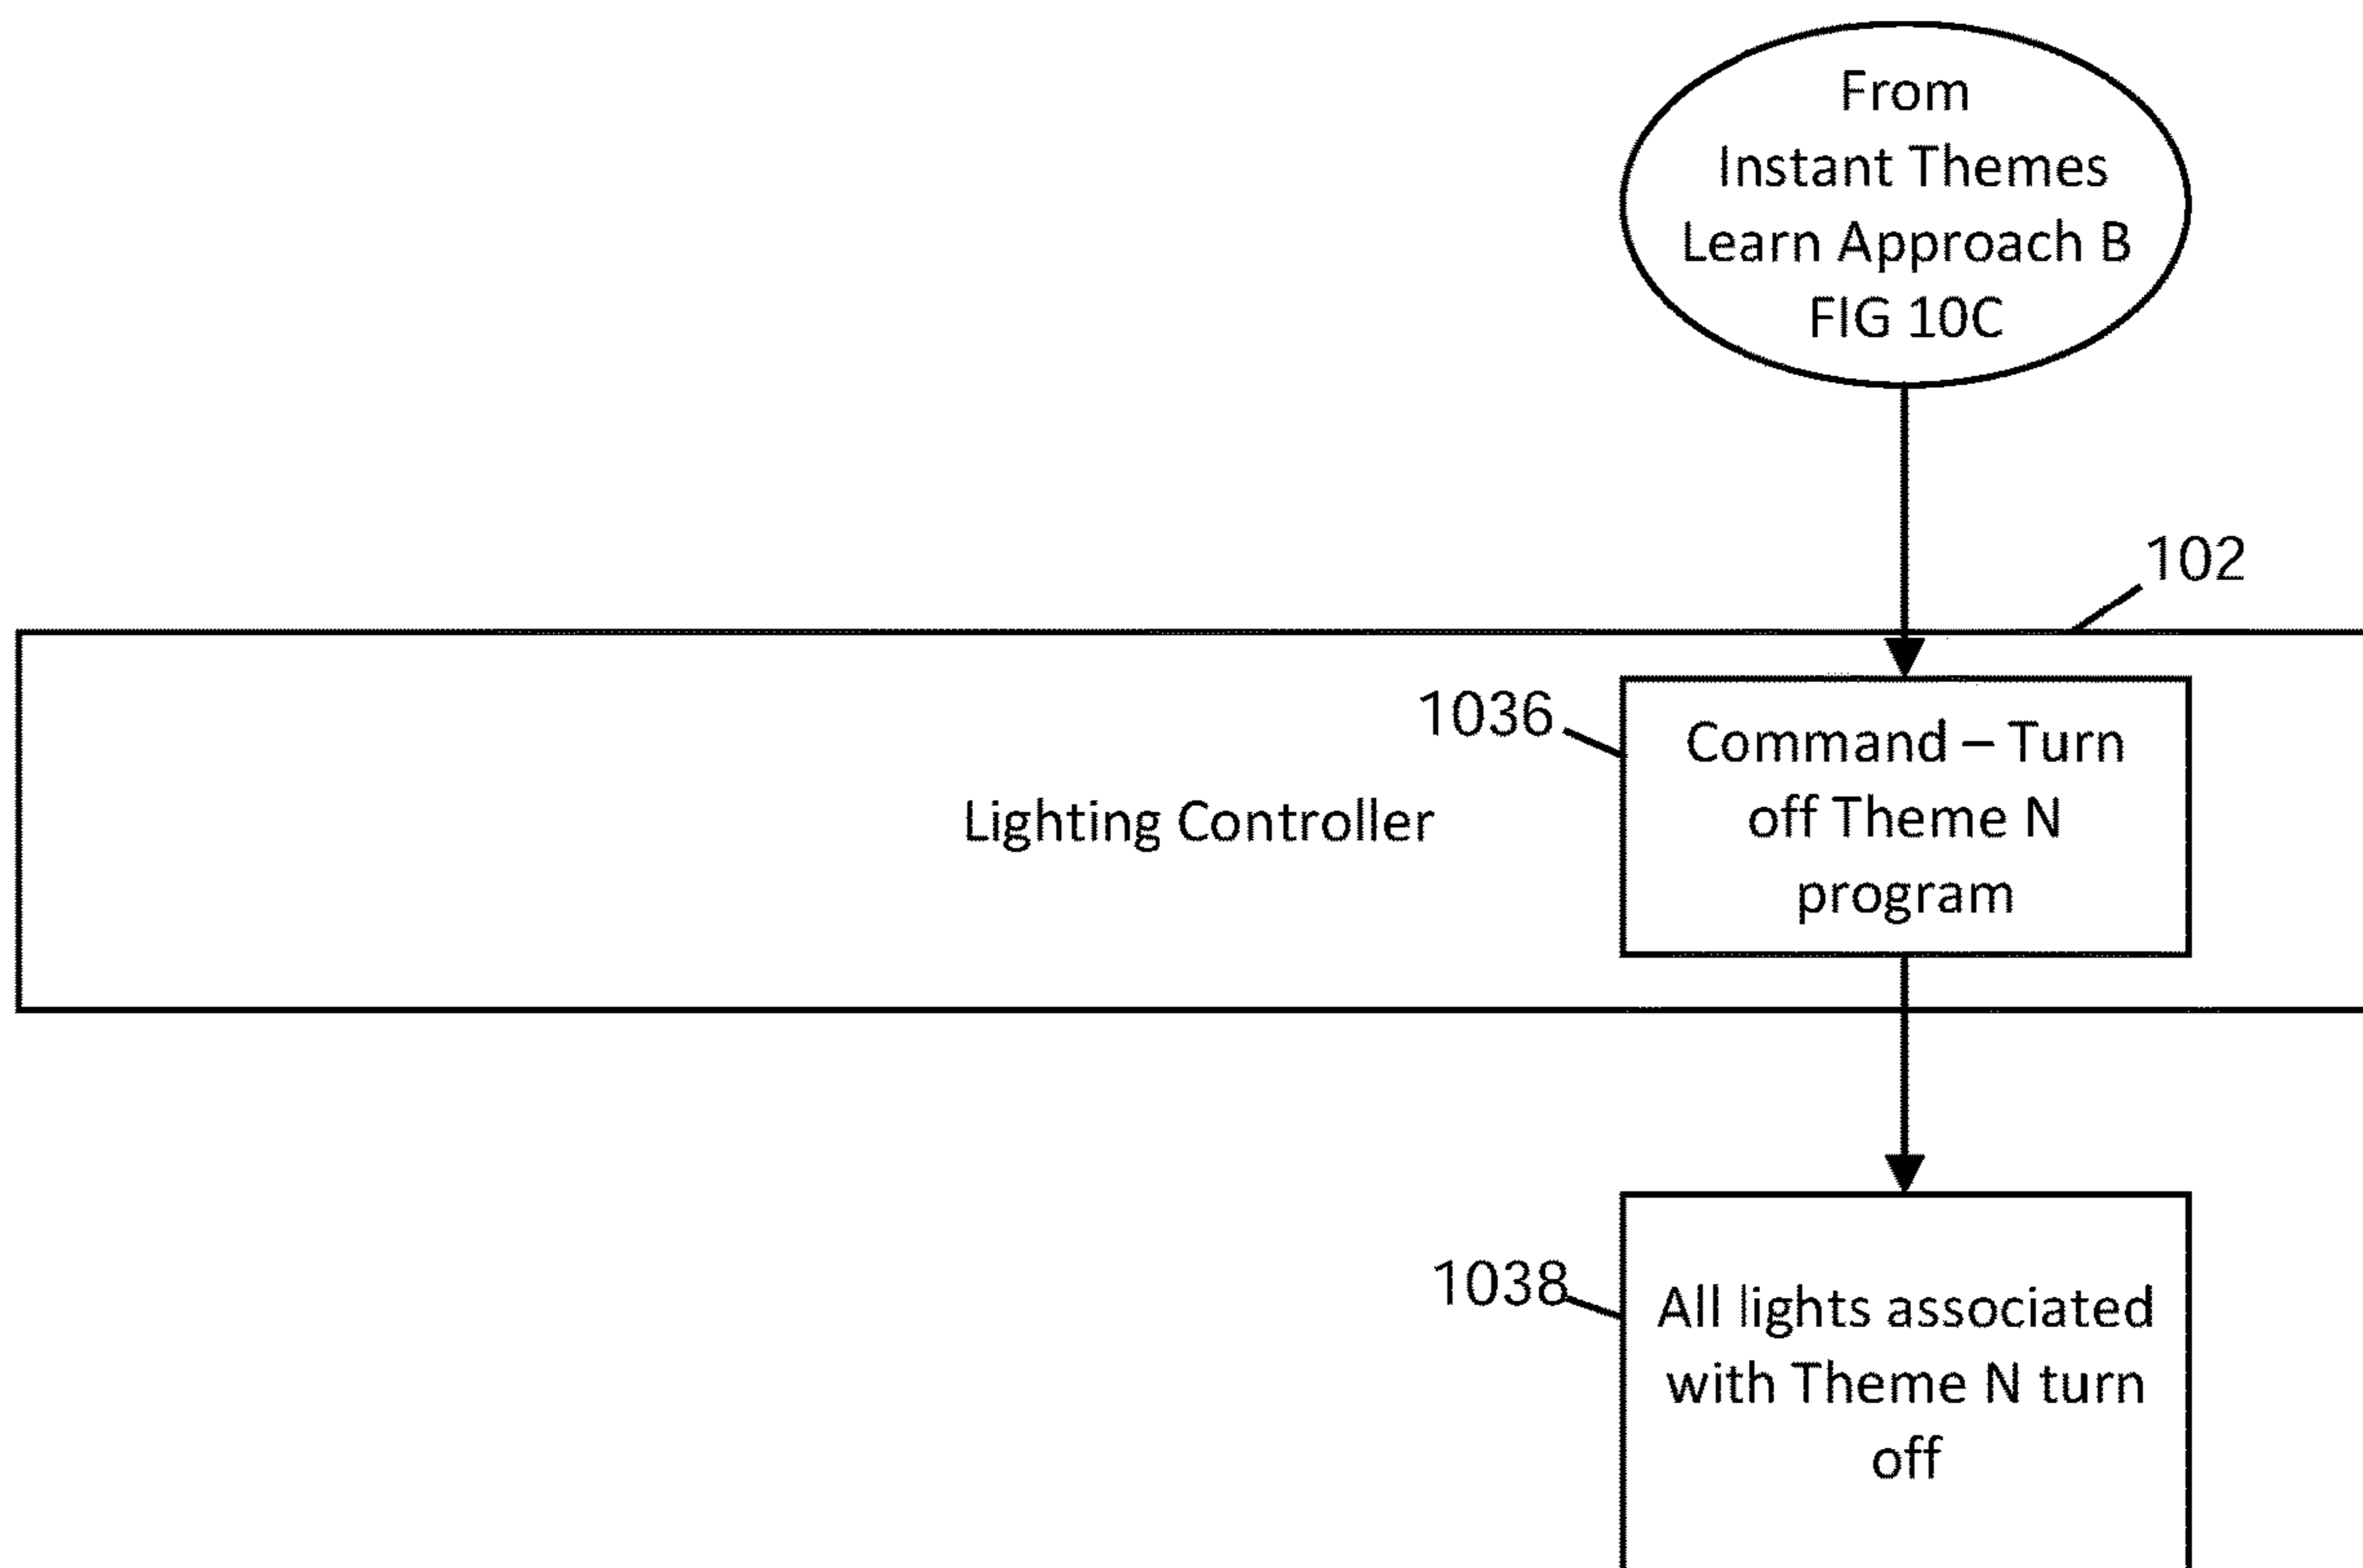 From
Instant Themes
Learn Approach B
FIG 10C
102
1036
Command – Turn
off Theme N
program
Lighting Controller
1038
All lights associated
with Theme N turn
off